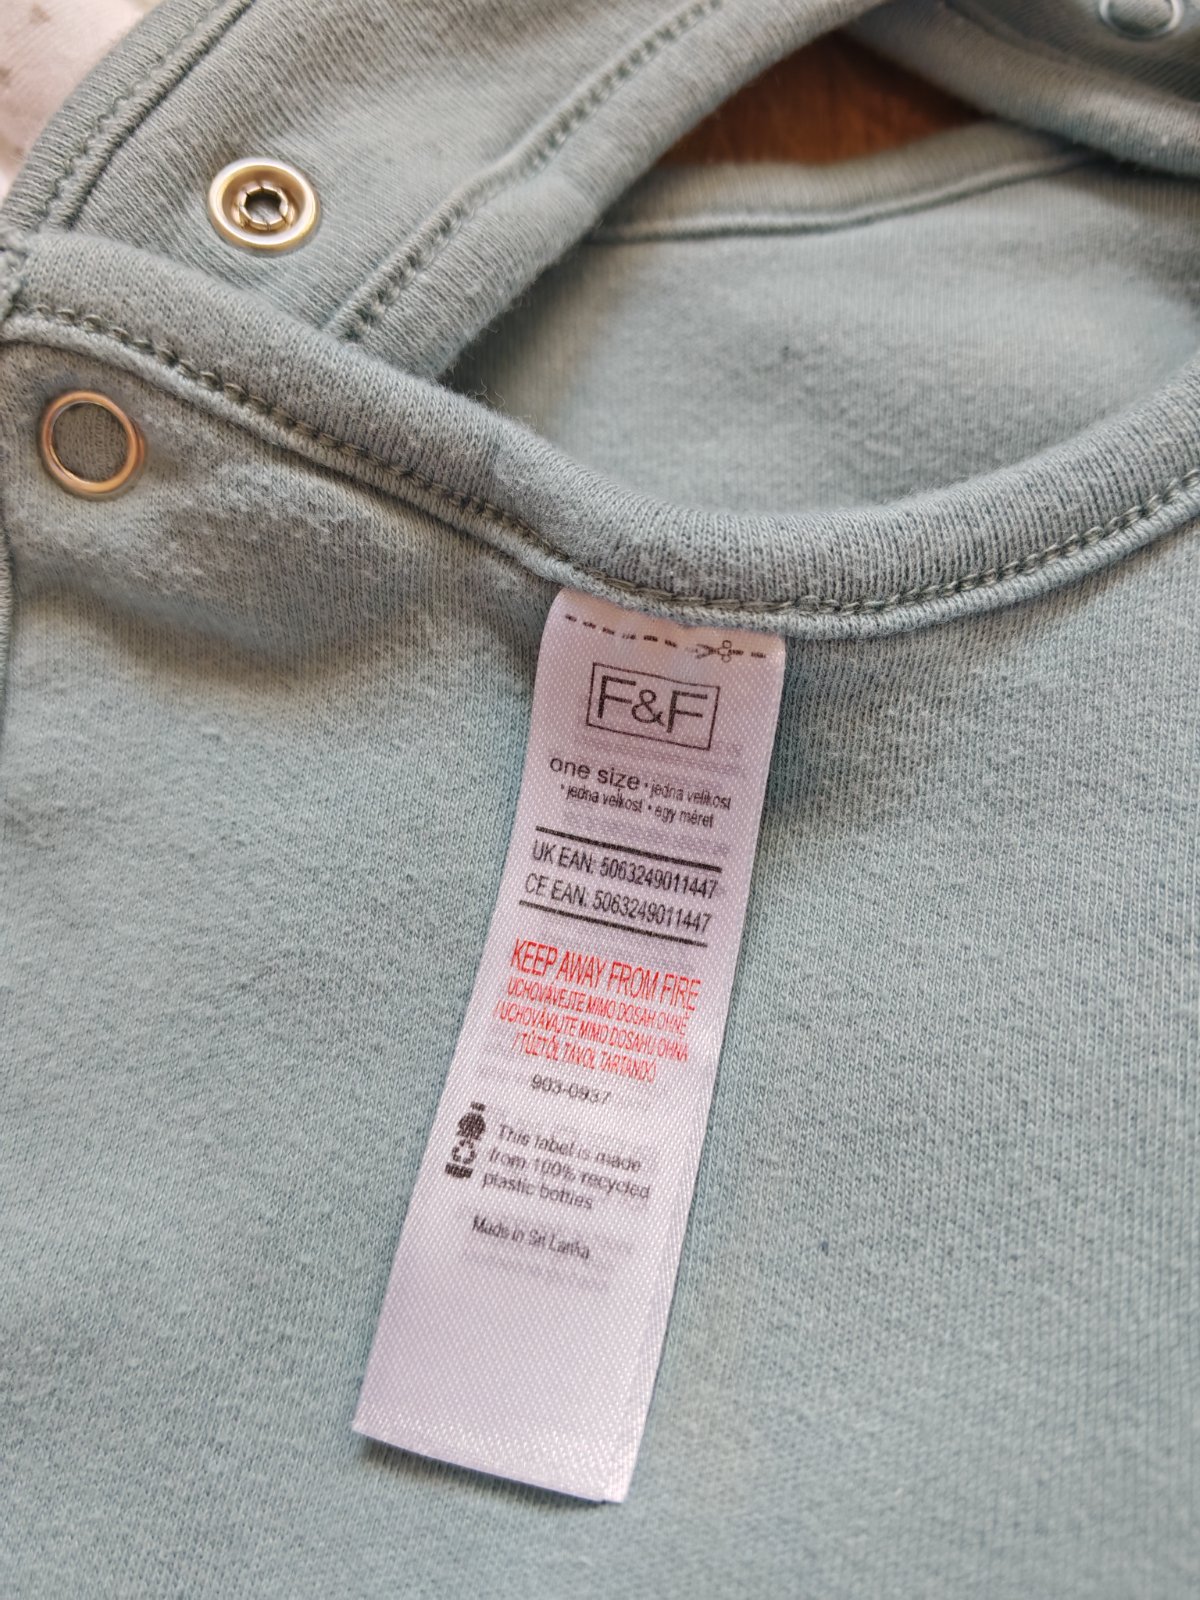 F&F
one size • jedna velikost
• jedna veľkosť • egy méret
UK EAN: 5063249011447
CE EAN: 5063249011447
KEEP AWAY FROM FIRE
UCHOVÁVEJTE MIMO DOSAH OHNĚ
/ UCHOVÁVAJTE MIMO DOSAHU OHŇA
/ TŰZTŐL TÁVOL TARTANDÓ
903-0937
This label is made
from 100% recycled
plastic bottles
Made in Sri Lanka